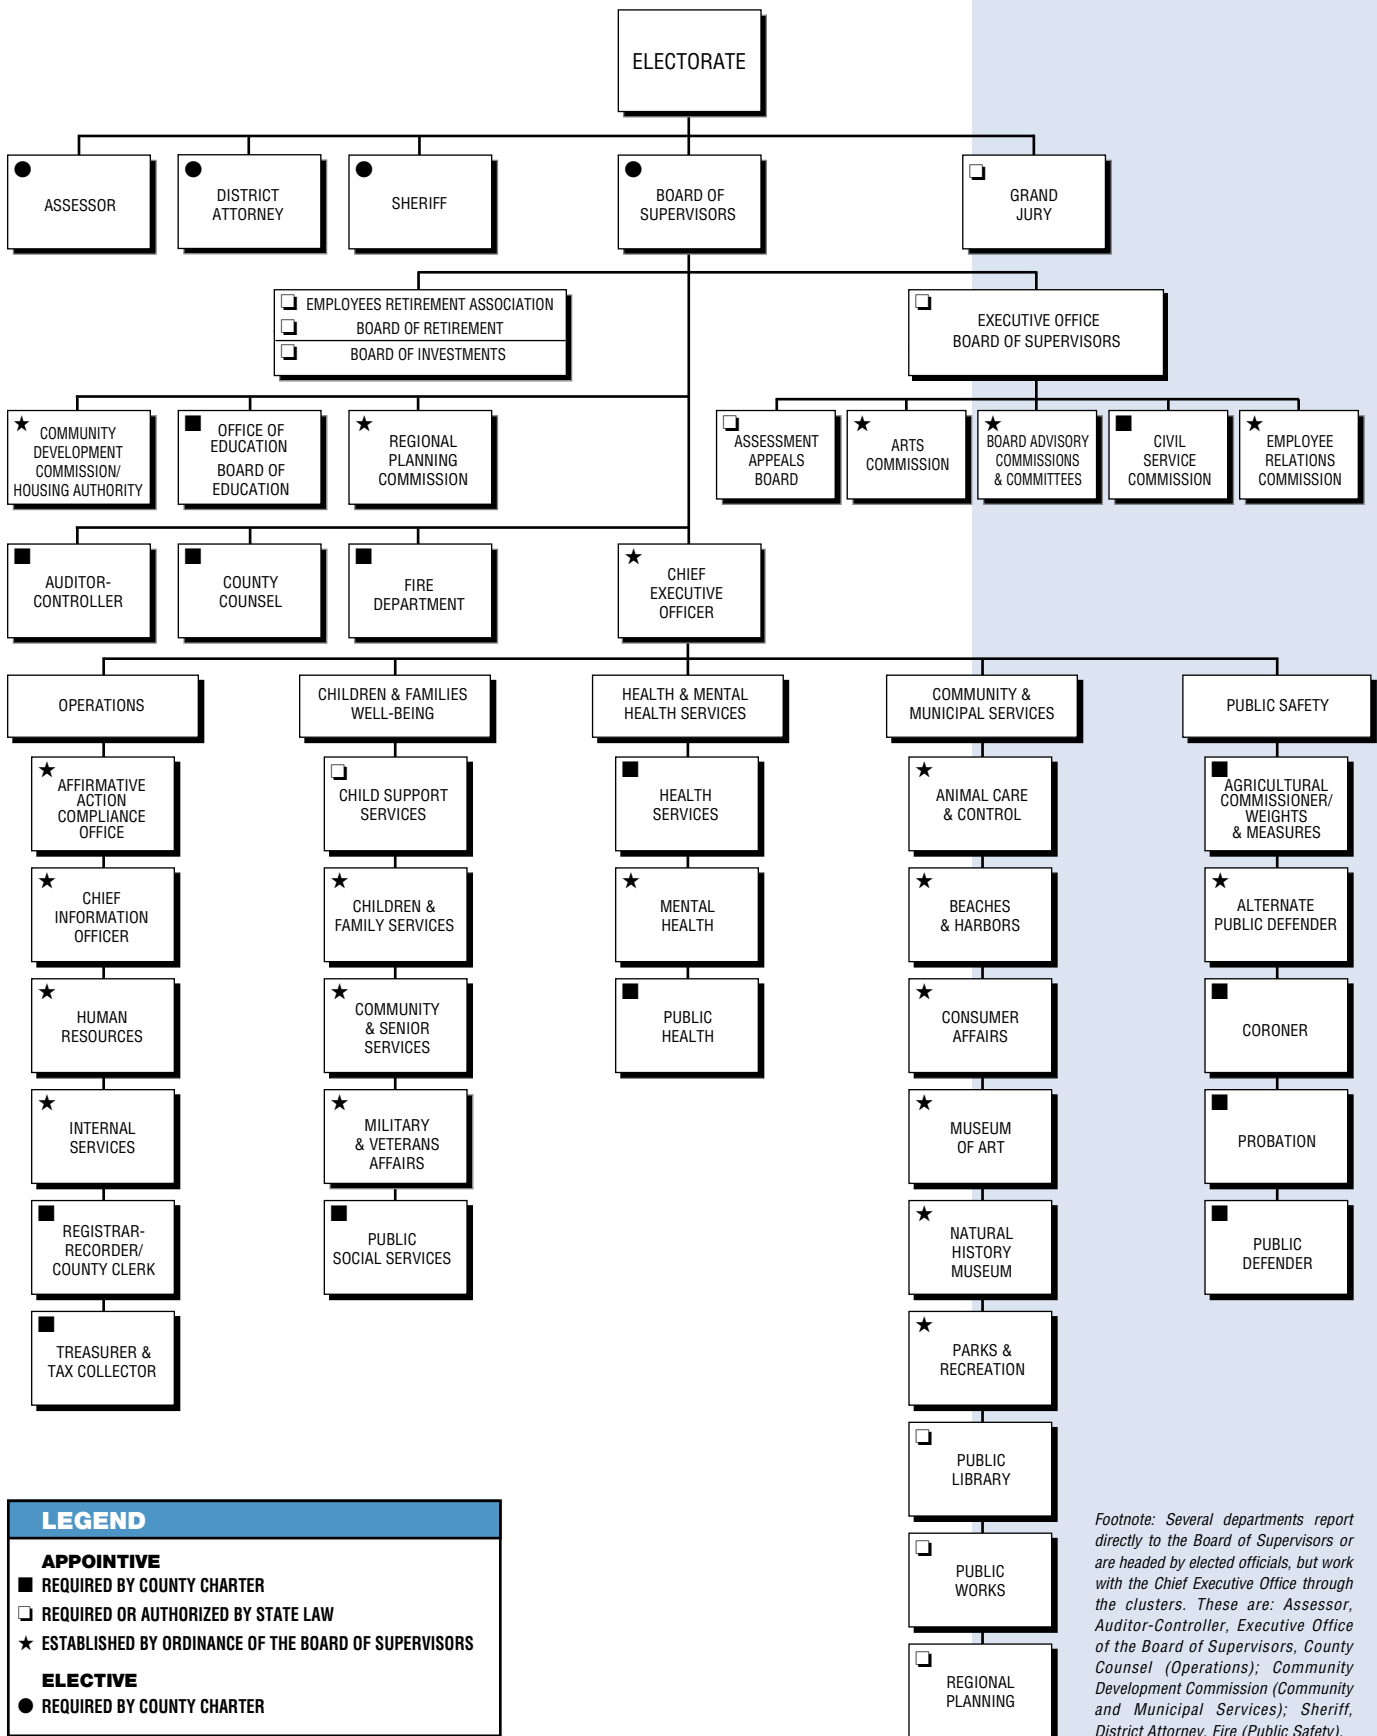 ELECTORATE
ASSESSOR
DISTRICT
ATTORNEY
SHERIFF
BOARD OF
SUPERVISORS
GRAND
JURY
EMPLOYEES RETIREMENT ASSOCIATION
BOARD OF RETIREMENT
BOARD OF INVESTMENTS
EXECUTIVE OFFICE
BOARD OF SUPERVISORS
COMMUNITY
DEVELOPMENT
COMMISSION/
HOUSING AUTHORITY
OFFICE OF
EDUCATION
BOARD OF
EDUCATION
REGIONAL
PLANNING
COMMISSION
ASSESSMENT
APPEALS
BOARD
ARTS
COMMISSION
BOARD ADVISORY
COMMISSIONS
& COMMITTEES
CIVIL
SERVICE
COMMISSION
EMPLOYEE
RELATIONS
COMMISSION
AUDITOR-
CONTROLLER
COUNTY
COUNSEL
FIRE
DEPARTMENT
CHIEF
EXECUTIVE
OFFICER
OPERATIONS
AFFIRMATIVE
ACTION
COMPLIANCE
OFFICE
CHIEF
INFORMATION
OFFICER
HUMAN
RESOURCES
INTERNAL
SERVICES
REGISTRAR-
RECORDER/
COUNTY CLERK
TREASURER &
TAX COLLECTOR
CHILDREN & FAMILIES
WELL-BEING
CHILD SUPPORT
SERVICES
CHILDREN &
FAMILY SERVICES
COMMUNITY
& SENIOR
SERVICES
MILITARY
& VETERANS
AFFAIRS
PUBLIC
SOCIAL SERVICES
HEALTH & MENTAL
HEALTH SERVICES
HEALTH
SERVICES
MENTAL
HEALTH
PUBLIC
HEALTH
COMMUNITY &
MUNICIPAL SERVICES
ANIMAL CARE
& CONTROL
BEACHES
& HARBORS
CONSUMER
AFFAIRS
MUSEUM
OF ART
NATURAL
HISTORY
MUSEUM
PARKS &
RECREATION
PUBLIC
LIBRARY
PUBLIC
WORKS
REGIONAL
PLANNING
PUBLIC SAFETY
AGRICULTURAL
COMMISSIONER/
WEIGHTS
& MEASURES
ALTERNATE
PUBLIC DEFENDER
CORONER
PROBATION
PUBLIC
DEFENDER
LEGEND
APPOINTIVE
■ REQUIRED BY COUNTY CHARTER
❏ REQUIRED OR AUTHORIZED BY STATE LAW
★ ESTABLISHED BY ORDINANCE OF THE BOARD OF SUPERVISORS
ELECTIVE
● REQUIRED BY COUNTY CHARTER
Footnote: Several departments report
directly to the Board of Supervisors or
are headed by elected officials, but work
with the Chief Executive Office through
the clusters. These are: Assessor,
Auditor-Controller, Executive Office
of the Board of Supervisors, County
Counsel (Operations); Community
Development Commission (Community
and Municipal Services); Sheriff,
District Attorney, Fire (Public Safety).